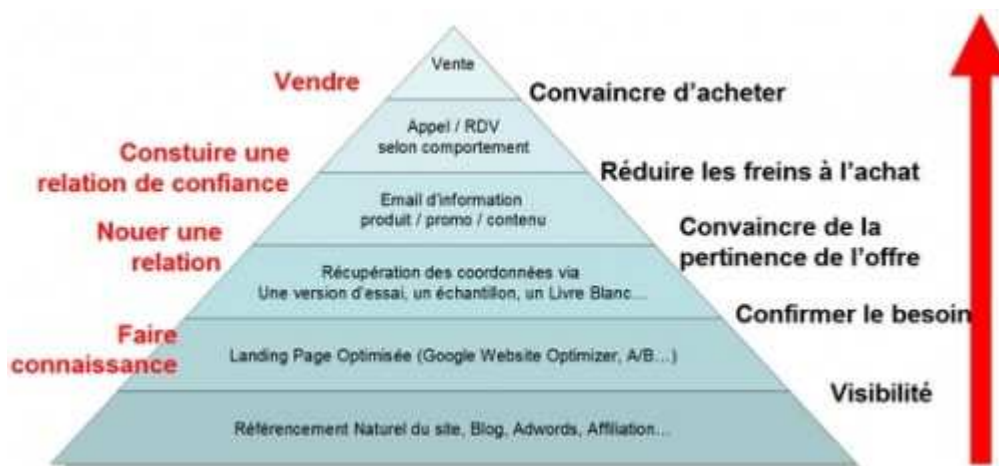 Vente
Vendre
Convaincre d'acheter
Appel / RDV
selon comportement
Constuire une
relation de confiance
Réduire les freins à l'achat
Email d'information
produit / promo / contenu
Nouer une
relation
Convaincre de la
pertinence de l'offre
Récupération des coordonnées via
Une version d'essai, un échantillon, un Livre Blanc...
Confirmer le besoin
Faire
connaissance
Landing Page Optimisée (Google Website Optimizer, A/B...)
Visibilité
Référencement Naturel du site, Blog, Adwords, Affiliation...